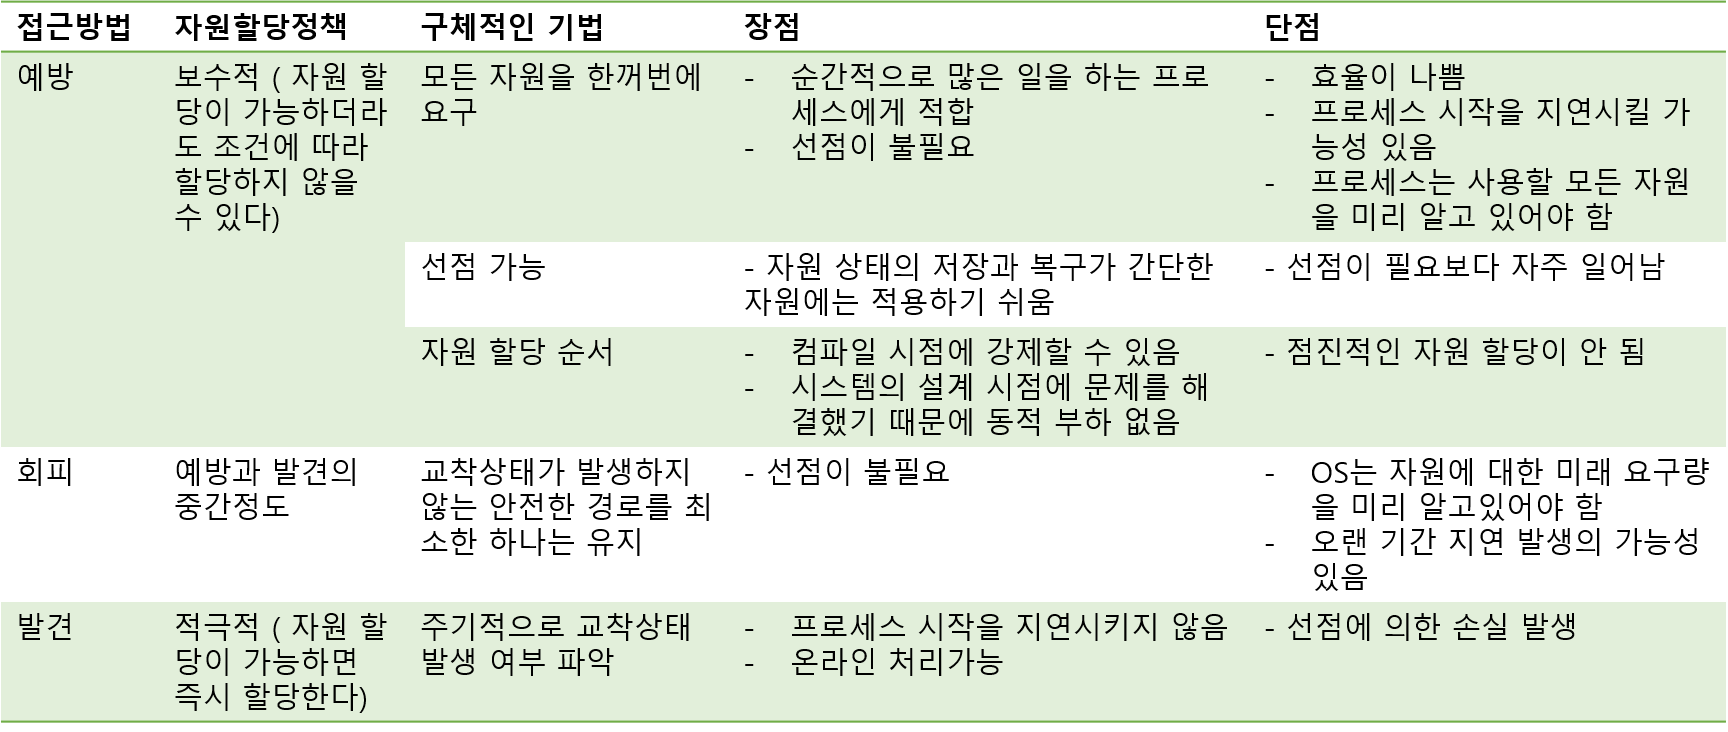 접근방법 자원할당정책 구체적인 기법 장점 단점
예방
보수적 ( 자원 할
당이 가능하더라
도 조건에 따라
할당하지 않을
수 있다)
모든 자원을 한꺼번에
요구
- 순간적으로 많은 일을 하는 프로
세스에게 적합
- 선점이 불필요
- 효율이 나쁨
- 프로세스 시작을 지연시킬 가
능성 있음
- 프로세스는 사용할 모든 자원
을 미리 알고 있어야 함
선점 가능
- 자원 상태의 저장과 복구가 간단한
자원에는 적용하기 쉬움
- 선점이 필요보다 자주 일어남
자원 할당 순서
- 컴파일 시점에 강제할 수 있음
- 시스템의 설계 시점에 문제를 해
결했기 때문에 동적 부하 없음
- 점진적인 자원 할당이 안 됨
회피
예방과 발견의
중간정도
교착상태가 발생하지
않는 안전한 경로를 최
소한 하나는 유지
- 선점이 불필요
- OS는 자원에 대한 미래 요구량
을 미리 알고있어야 함
- 오랜 기간 지연 발생의 가능성
있음
발견
적극적 ( 자원 할
당이 가능하면
즉시 할당한다)
주기적으로 교착상태
발생 여부 파악
- 프로세스 시작을 지연시키지 않음
- 온라인 처리가능
- 선점에 의한 손실 발생